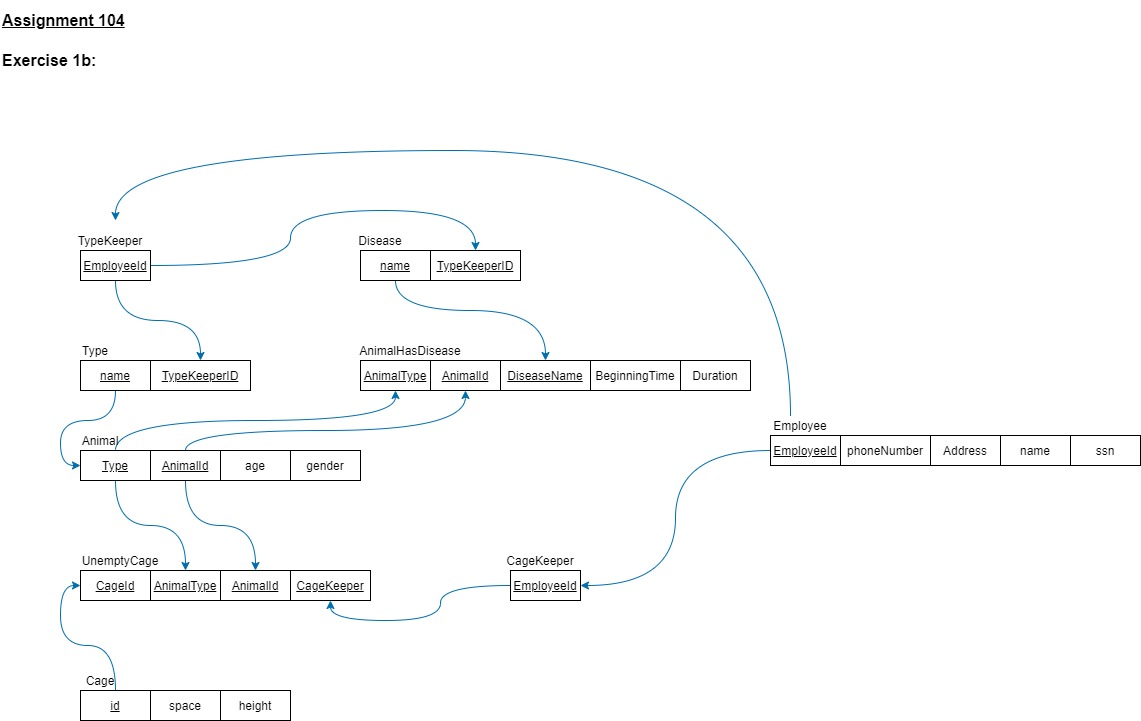 Assignment 104
Exercise 1b:
TypeKeeper
EmployeeId
Disease
name TypeKeeperID
Type
name TypeKeeperID
AnimalHasDisease
AnimalType AnimalId DiseaseName BeginningTime Duration
Employee
EmployeeId phoneNumber Address name ssn
Animal
Type AnimalId age gender
UnemptyCage
CageId AnimalType AnimalId CageKeeper
CageKeeper
EmployeeId
Cage
id space height